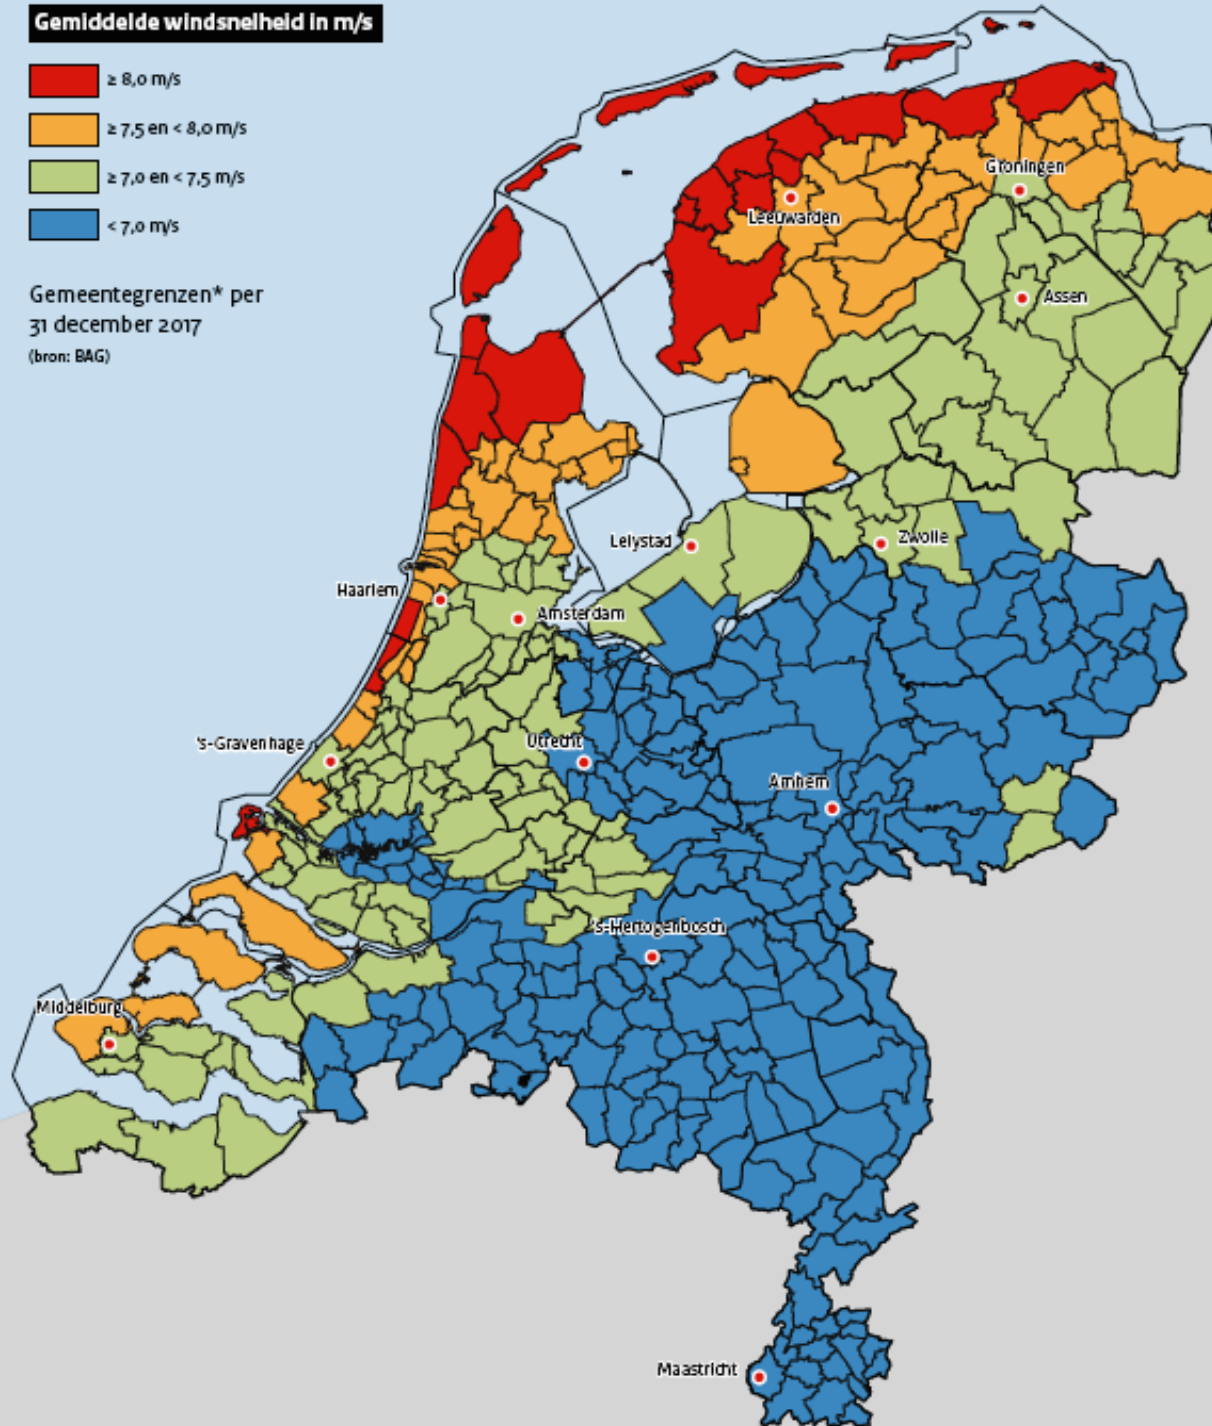 Gemiddelde windsnelheid in m/s
≥ 8,0 m/s
≥ 7,5 en < 8,0 m/s
≥ 7,0 en < 7,5 m/s
< 7,0 m/s
Gemeentegrenzen* per
31 december 2017
(bron: BAG)
Groningen
Leeuwarden
Assen
Lelystad
Zwolle
Haarlem
Amsterdam
's-Gravenhage
Utrecht
Arnhem
's-Hertogenbosch
Middelburg
Maastricht